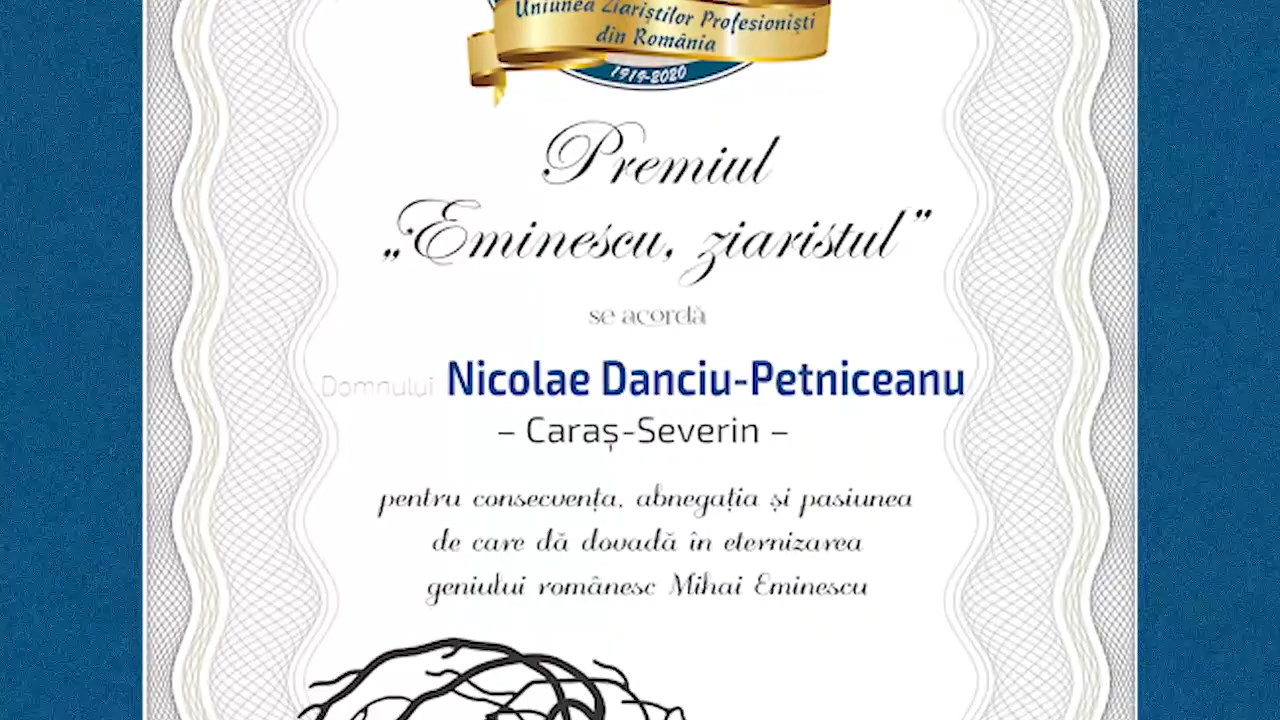 Uniunea Ziariștilor Profesioniști
din România
1919-2020
Premiul
„Eminescu, ziaristul”
se acordă
Domnului Nicolae Danciu-Petniceanu
– Caraș-Severin –
pentru consecvența, abnegația și pasiunea
de care dă dovadă în eternizarea
geniului românesc Mihai Eminescu